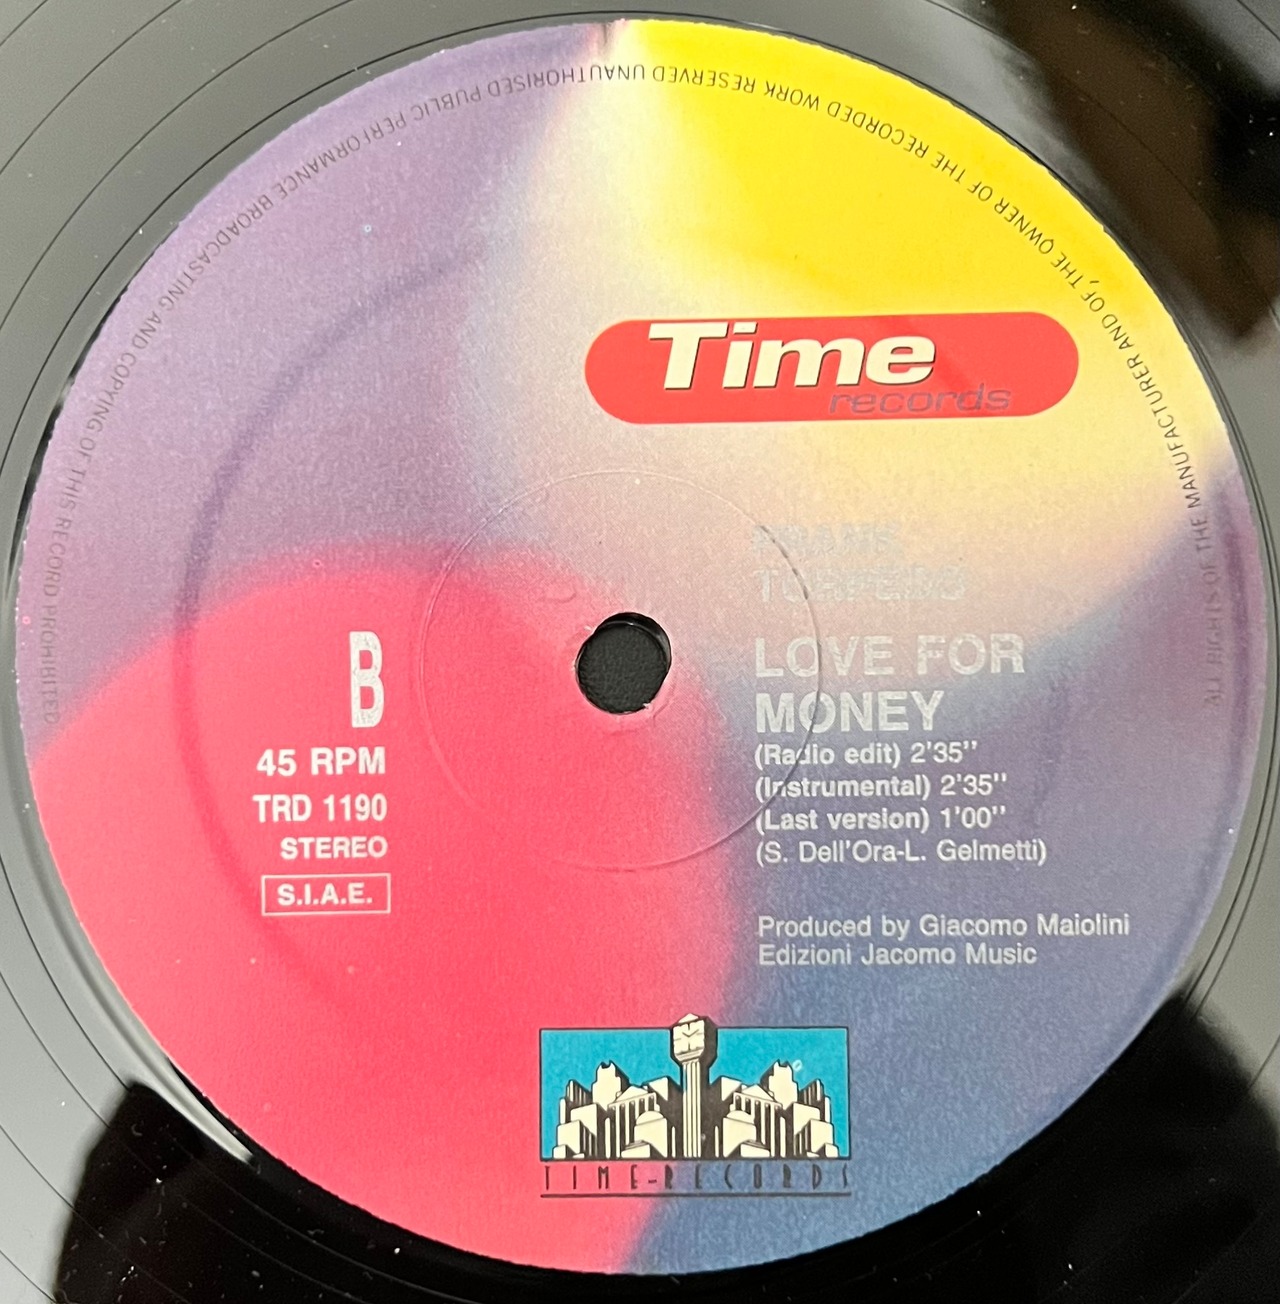 ALL RIGHTS OF THE MANUFACTURER AND OF, THE OWNER OF THE RECORDED WORK RESERVED UNAUTHORISED PUBLIC PERFORMANCE BROADCASTING AND COPYING OF THIS RECORD PROHIBITED
Time
records
FRANK
TORPEDO
LOVE FOR
MONEY
(Radio edit) 2'35''
(Instrumental) 2'35''
(Last version) 1'00''
(S. Dell'Ora-L. Gelmetti)
Produced by Giacomo Maiolini
Edizioni Jacomo Music
B
45 RPM
TRD 1190
STEREO
S.I.A.E.
TIME-RECORDS